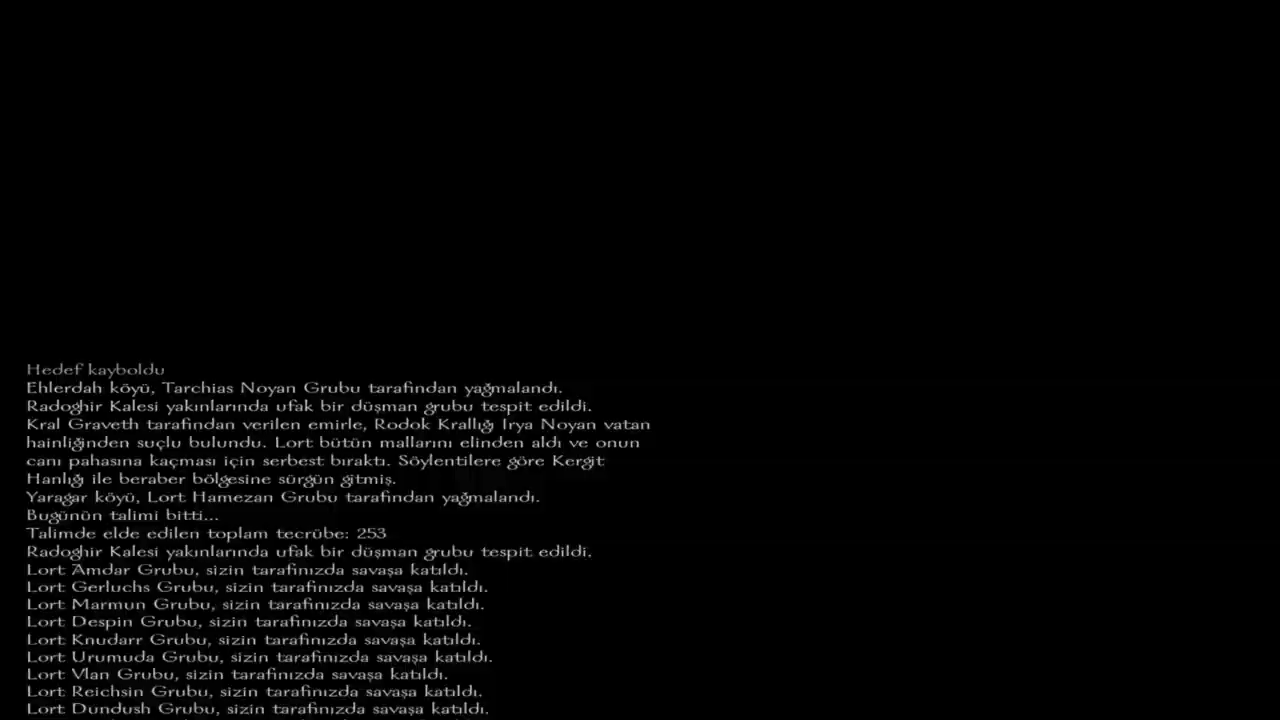 Hedef kayboldu
Ehlerdah köyü, Tarchias Noyan Grubu tarafından yağmalandı.
Radoghir Kalesi yakınlarında ufak bir düşman grubu tespit edildi.
Kral Graveth tarafından verilen emirle, Rodok Krallığı Irya Noyan vatan
hainliğinden suçlu bulundu. Lort bütün mallarını elinden aldı ve onun
canı pahasına kaçması için serbest bıraktı. Söylentilere göre Kergit
Hanlığı ile beraber bölgesine sürgün gitmiş.
Yaragar köyü, Lort Hamezan Grubu tarafından yağmalandı.
Bugünün talimi bitti...
Talimde elde edilen toplam tecrübe: 253
Radoghir Kalesi yakınlarında ufak bir düşman grubu tespit edildi.
Lort Amdar Grubu, sizin tarafınızda savaşa katıldı.
Lort Gerluchs Grubu, sizin tarafınızda savaşa katıldı.
Lort Marmun Grubu, sizin tarafınızda savaşa katıldı.
Lort Despin Grubu, sizin tarafınızda savaşa katıldı.
Lort Knudarr Grubu, sizin tarafınızda savaşa katıldı.
Lort Urumuda Grubu, sizin tarafınızda savaşa katıldı.
Lort Vlan Grubu, sizin tarafınızda savaşa katıldı.
Lort Reichsin Grubu, sizin tarafınızda savaşa katıldı.
Lort Dundush Grubu, sizin tarafınızda savaşa katıldı.